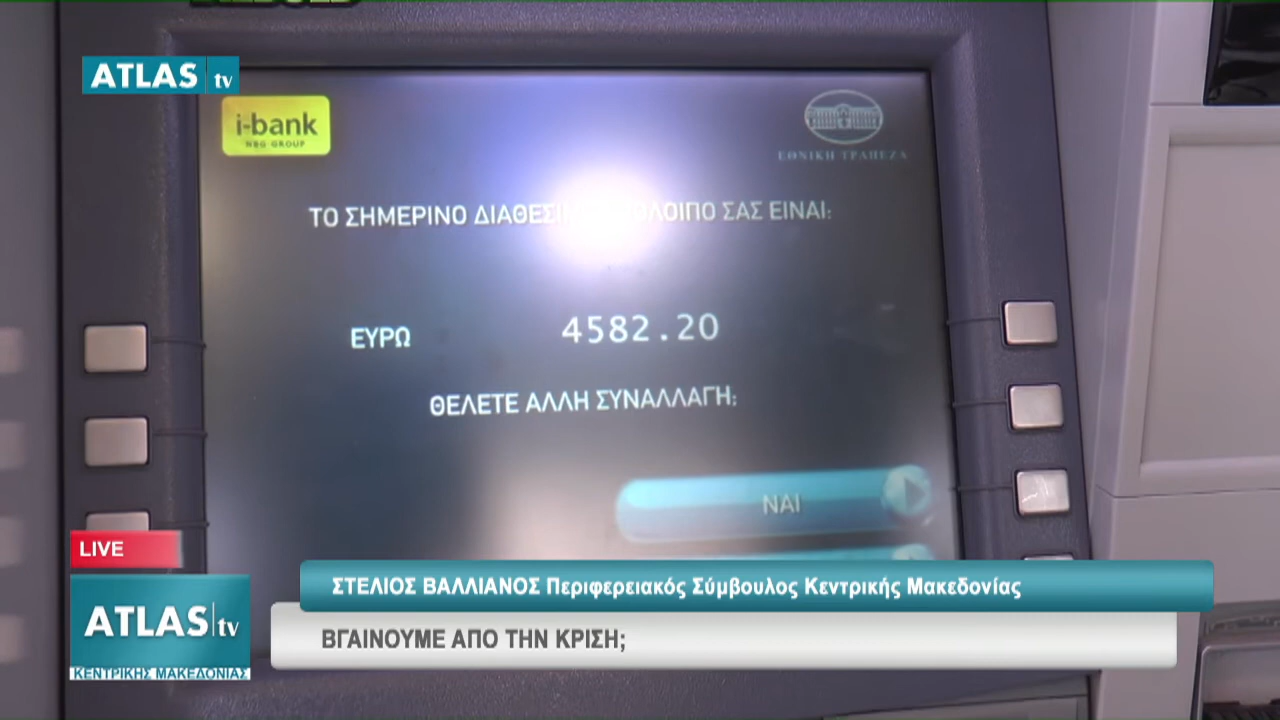 ATLAS tv
i-bank
NBG GROUP
ΕΘΝΙΚΗ ΤΡΑΠΕΖΑ
ΤΟ ΣΗΜΕΡΙΝΟ ΣΑΣ ΕΙΝΑΙ:
ΕΥΡΩ 4582.20
ΘΕΛΕΤΕ ΑΛΛΗ ΣΥΝΑΛΛΑΓΗ;
ΝΑΙ
LIVE
ΣΤΕΛΙΟΣ ΒΑΛΛΙΑΝΟΣ Περιφερειακός Σύμβουλος Κεντρικής Μακεδονίας
ATLAS tv
ΒΓΑΙΝΟΥΜΕ ΑΠΟ ΤΗΝ ΚΡΙΣΗ;
ΚΕΝΤΡΙΚΗΣ ΜΑΚΕΔΟΝΙΑΣ